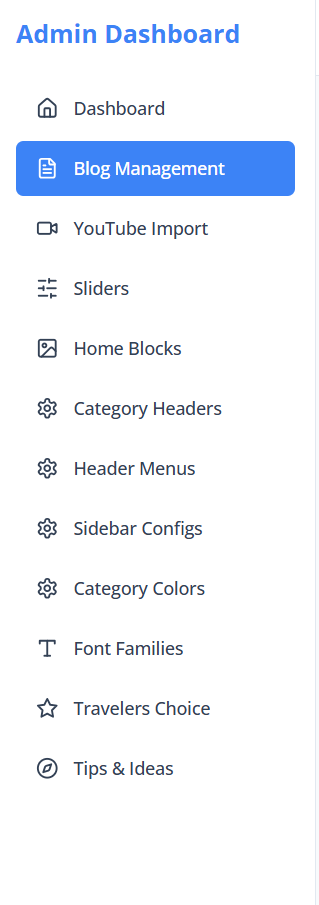 Admin Dashboard
Dashboard
Blog Management
YouTube Import
Sliders
Home Blocks
Category Headers
Header Menus
Sidebar Configs
Category Colors
Font Families
Travelers Choice
Tips & Ideas